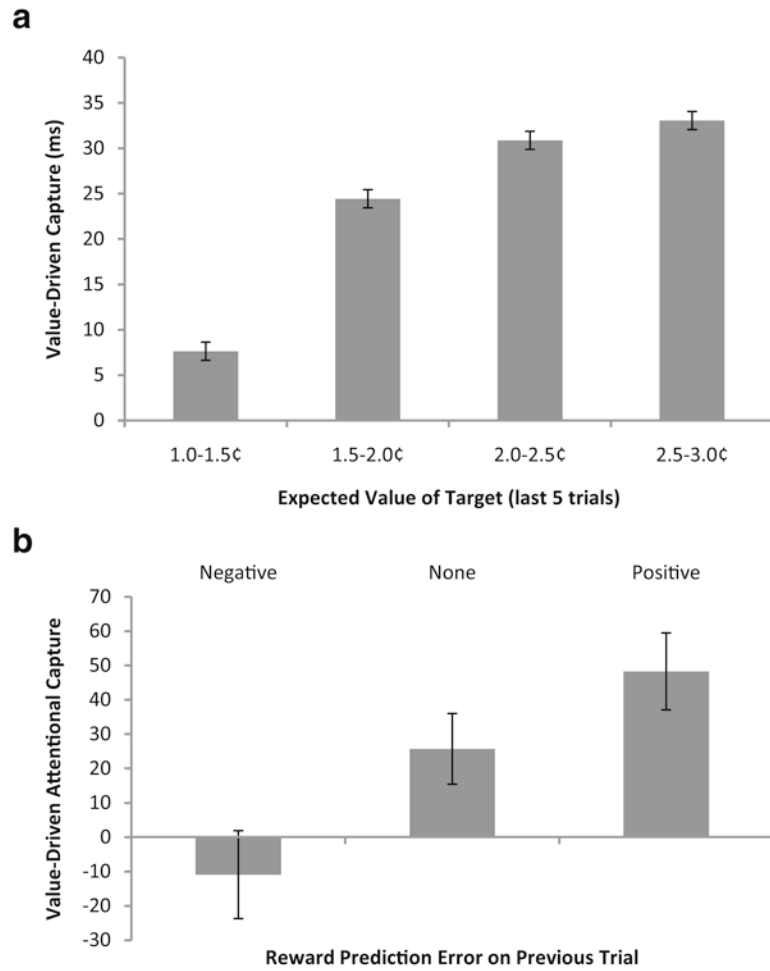 a
Value-Driven Capture (ms)
40
35
30
25
20
15
10
5
0
1.0-1.5¢
1.5-2.0¢
2.0-2.5¢
2.5-3.0¢
Expected Value of Target (last 5 trials)
b
Negative
None
Positive
Value-Driven Attentional Capture
70
60
50
40
30
20
10
0
-10
-20
-30
Reward Prediction Error on Previous Trial